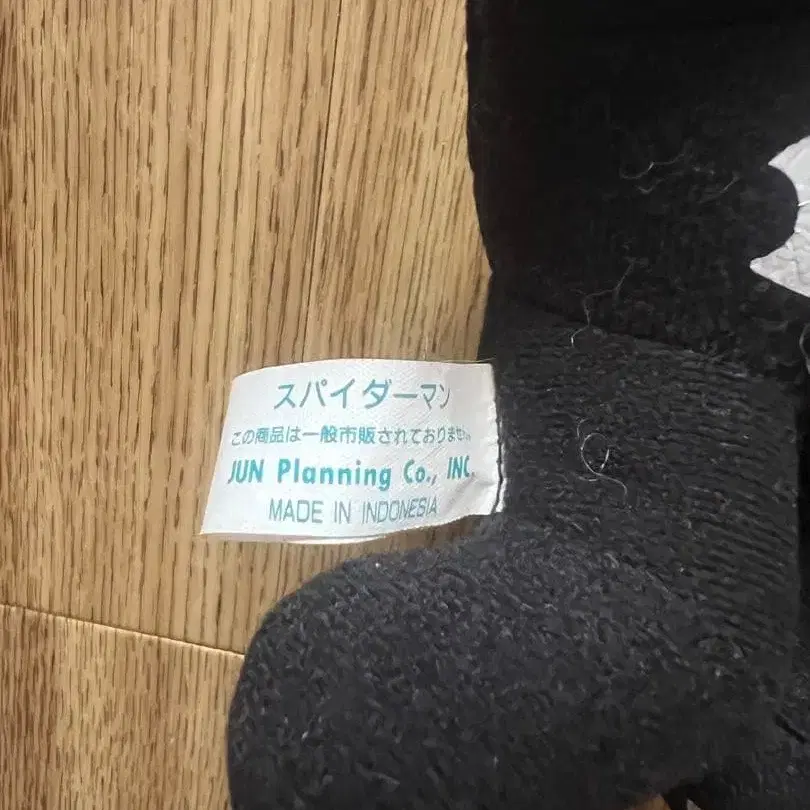 スパイダーマン
この商品は一般市販されておりません。
JUN Planning Co., INC.
MADE IN INDONESIA